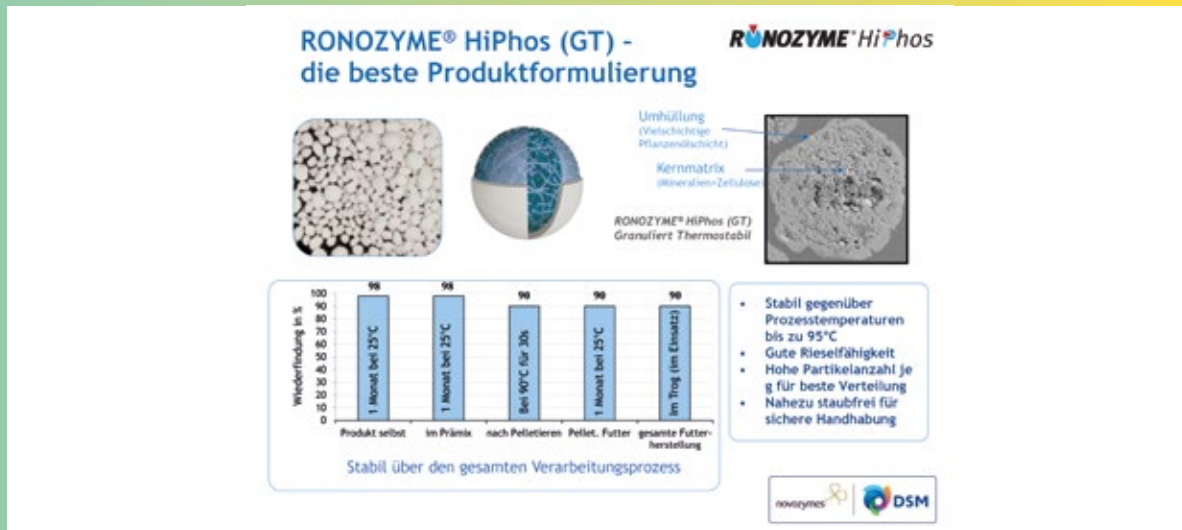 RONOZYME® HiPhos (GT) –
die beste Produktformulierung
RONOZYME® HiPhos
Umhüllung
(Vielschichtige
Pflanzenölschicht)
Kernmatrix
(Mineralien+Zellulose)
RONOZYME® HiPhos (GT)
Granuliert Thermostabil
Wiederfindung in %
100
90
80
70
60
50
40
30
20
10
0
98
98
90
90
90
1 Monat bei 25°C
1 Monat bei 25°C
Bei 90°C für 30s
1 Monat bei 25°C
Im Trog (im Einsatz)
Produkt selbst
im Prämix
nach Pelletieren
Pellet. Futter
gesamte Futter-
herstellung
Stabil über den gesamten Verarbeitungsprozess
• Stabil gegenüber
Prozesstemperaturen
bis zu 95°C
• Gute Rieselfähigkeit
• Hohe Partikelanzahl je
g für beste Verteilung
• Nahezu staubfrei für
sichere Handhabung
novozymes
DSM